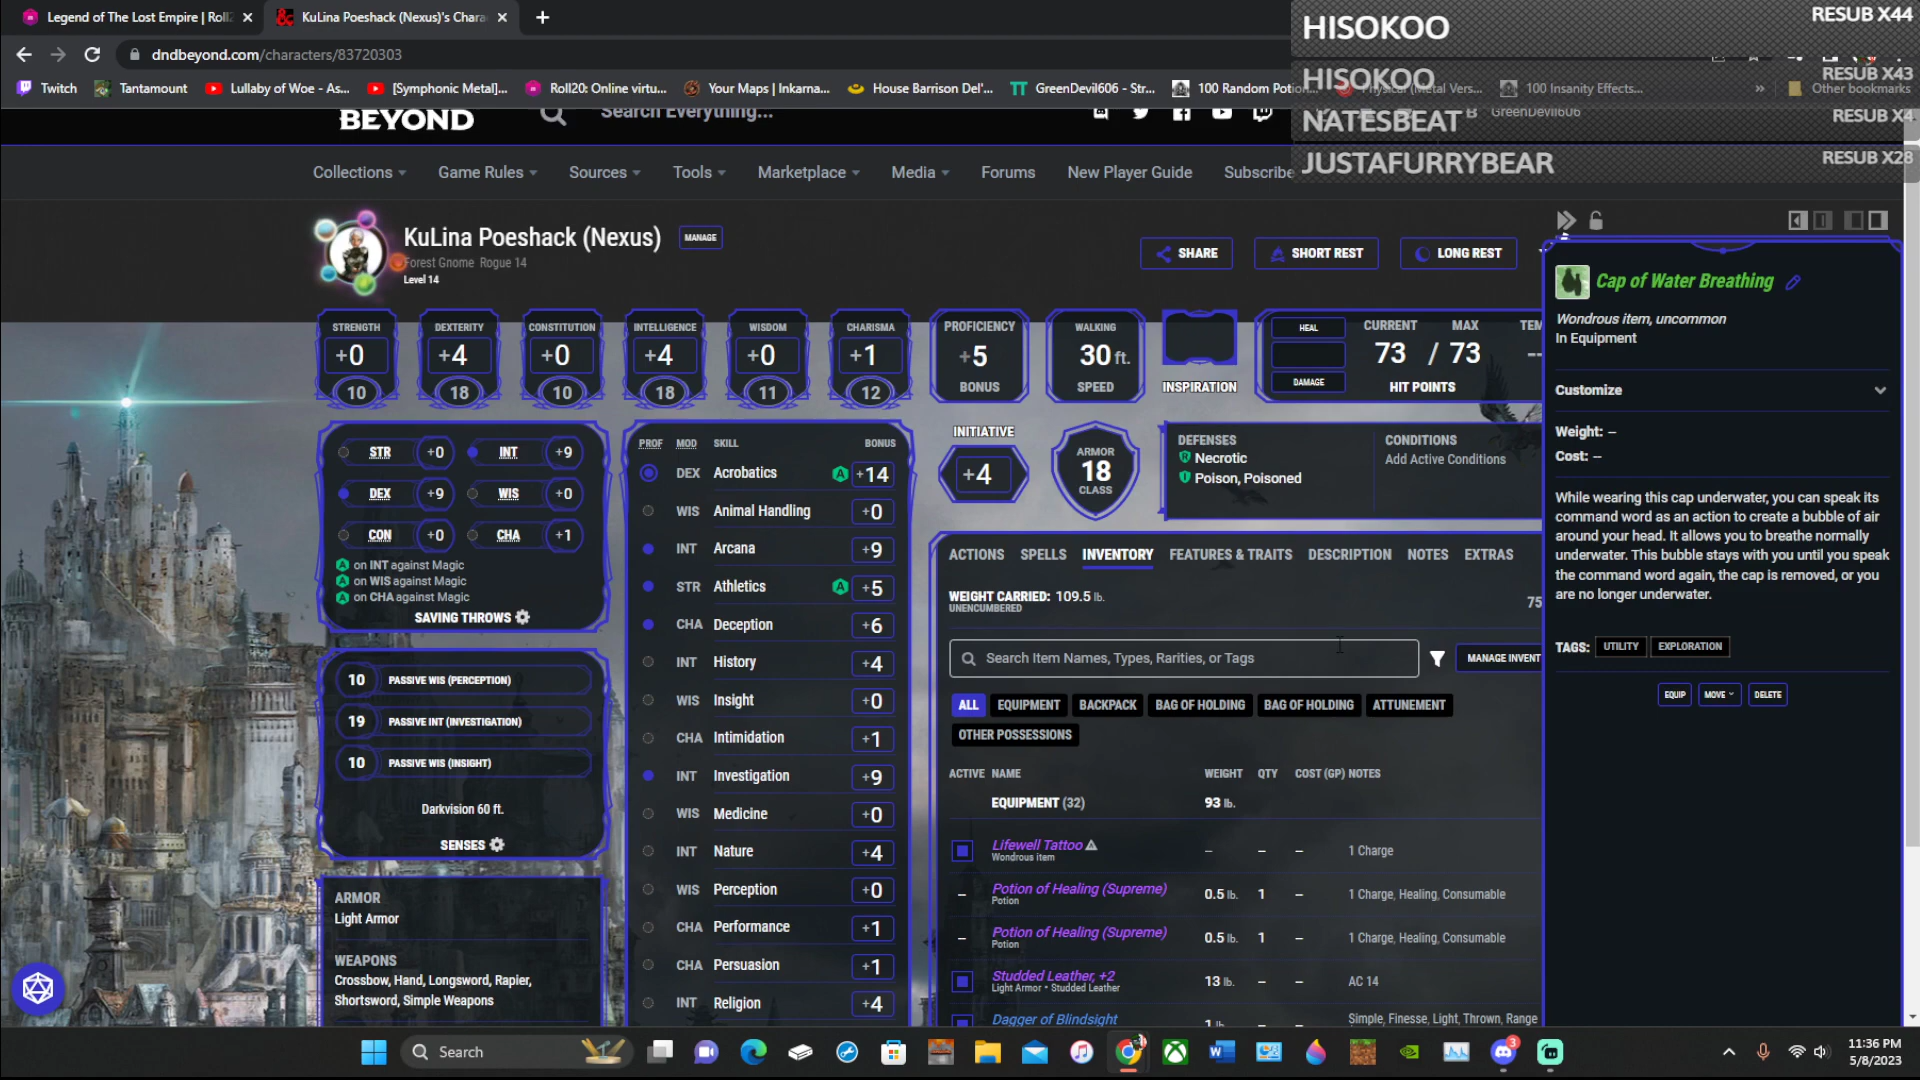 Legend of The Lost Empire | Roll
KuLina Poeshack (Nexus)'s Chara
dndbeyond.com/characters/83720303
HISOKOO
RESUB X44
HISOKOO
RESUB X43
NATESBEAT
RESUB X4
JUSTAFURRYBEAR
RESUB X28
Twitch
Tantamount
Lullaby of Woe - As...
[Symphonic Metal]...
Roll20: Online virtu...
Your Maps | Inkarna...
House Barrison Del'...
GreenDevil606 - Str...
100 Random Potion...
Physical (Metal Vers...
100 Insanity Effects...
Other bookmarks
BEYOND
Search Everything...
GreenDevil606
Collections
Game Rules
Sources
Tools
Marketplace
Media
Forums
New Player Guide
Subscribe
KuLina Poeshack (Nexus)
MANAGE
Forest Gnome Rogue 14
Level 14
SHARE
SHORT REST
LONG REST
STRENGTH
+0
10
DEXTERITY
+4
18
CONSTITUTION
+0
10
INTELLIGENCE
+4
18
WISDOM
+0
11
CHARISMA
+1
12
PROFICIENCY
+5
BONUS
WALKING
30 ft.
SPEED
INSPIRATION
HEAL
DAMAGE
CURRENT MAX TEM
73 / 73 --
HIT POINTS
STR +0
INT +9
DEX +9
WIS +0
CON +0
CHA +1
on INT against Magic
on WIS against Magic
on CHA against Magic
SAVING THROWS
10 PASSIVE WIS (PERCEPTION)
19 PASSIVE INT (INVESTIGATION)
10 PASSIVE WIS (INSIGHT)
Darkvision 60 ft.
SENSES
ARMOR
Light Armor
WEAPONS
Crossbow, Hand, Longsword, Rapier,
Shortsword, Simple Weapons
PROF MOD SKILL BONUS
DEX Acrobatics A +14
WIS Animal Handling +0
INT Arcana +9
STR Athletics A +5
CHA Deception +6
INT History +4
WIS Insight +0
CHA Intimidation +1
INT Investigation +9
WIS Medicine +0
INT Nature +4
WIS Perception +0
CHA Performance +1
CHA Persuasion +1
INT Religion +4
INITIATIVE
+4
ARMOR
18
CLASS
DEFENSES
Necrotic
Poison, Poisoned
CONDITIONS
Add Active Conditions
ACTIONS
SPELLS
INVENTORY
FEATURES & TRAITS
DESCRIPTION
NOTES
EXTRAS
WEIGHT CARRIED: 109.5 lb.
UNENCUMBERED
75
Search Item Names, Types, Rarities, or Tags
MANAGE INVENT
ALL
EQUIPMENT
BACKPACK
BAG OF HOLDING
BAG OF HOLDING
ATTUNEMENT
OTHER POSSESSIONS
ACTIVE NAME WEIGHT QTY COST (GP) NOTES
EQUIPMENT (32) 93 lb.
Lifewell Tattoo – – – 1 Charge
Wondrous item
– Potion of Healing (Supreme) 0.5 lb. 1 – 1 Charge, Healing, Consumable
Potion
– Potion of Healing (Supreme) 0.5 lb. 1 – 1 Charge, Healing, Consumable
Potion
Studded Leather, +2 13 lb. – – AC 14
Light Armor • Studded Leather
Dagger of Blindsight 1 lb. – – Simple, Finesse, Light, Thrown, Range
Cap of Water Breathing
Wondrous item, uncommon
In Equipment
Customize
Weight: –
Cost: –
While wearing this cap underwater, you can speak its
command word as an action to create a bubble of air
around your head. It allows you to breathe normally
underwater. This bubble stays with you until you speak
the command word again, the cap is removed, or you
are no longer underwater.
TAGS: UTILITY EXPLORATION
EQUIP
MOVE
DELETE
Search
3
11:36 PM
5/8/2023